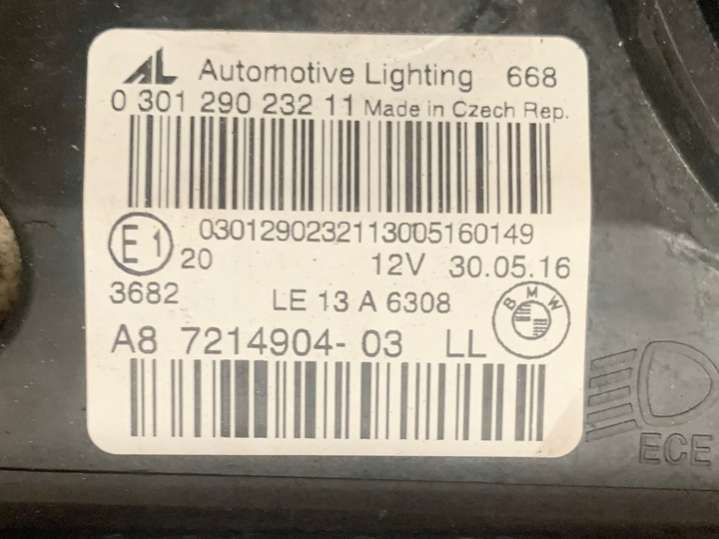 AL Automotive Lighting 668
0 301 290 232 11 Made in Czech Rep.
0301290232113005160149
E1 20 12V 30.05.16
3682 LE 13 A 6308 BMW
A8 7214904-03 LL
ECE